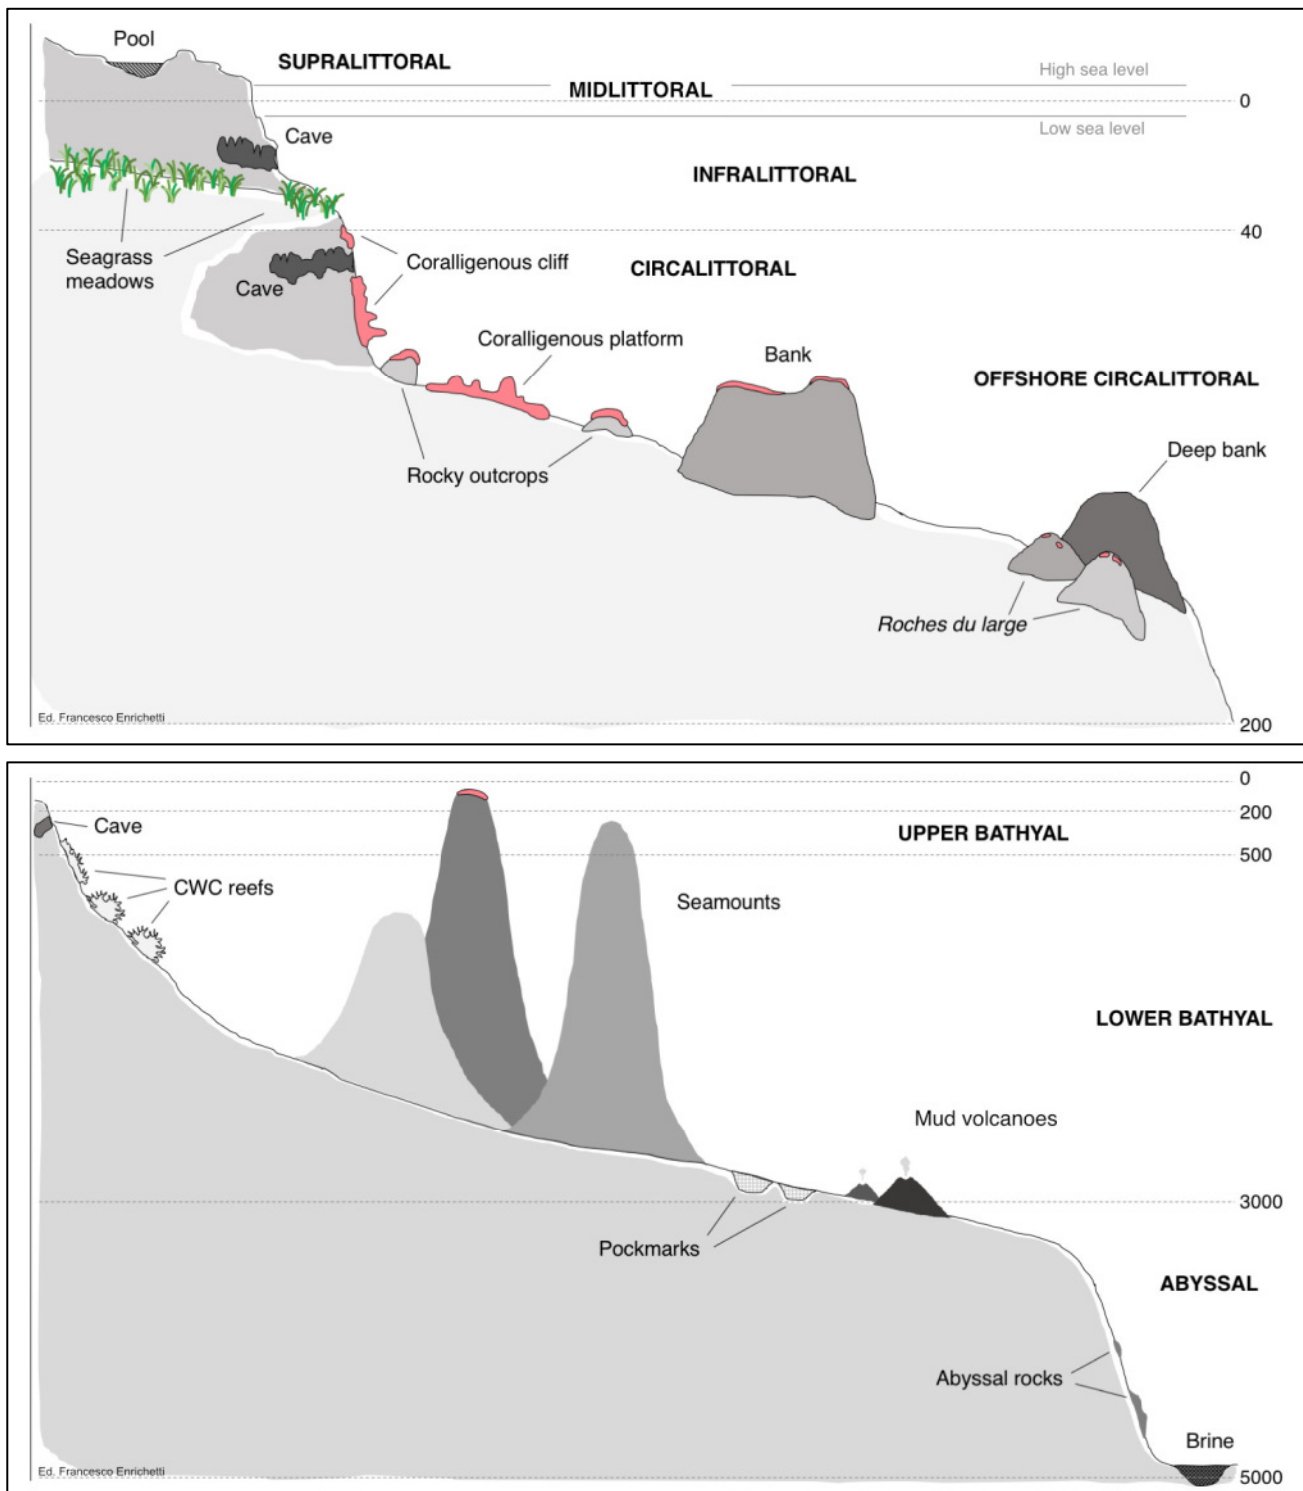 Pool
SUPRALITTORAL
High sea level
MIDLITTORAL
0
Low sea level
Cave
INFRALITTORAL
40
Seagrass
meadows
Coralligenous cliff
CIRCALITTORAL
Cave
Coralligenous platform
Bank
OFFSHORE CIRCALITTORAL
Deep bank
Rocky outcrops
Roches du large
Ed. Francesco Enrichetti
200
0
200
Cave
UPPER BATHYAL
500
CWC reefs
Seamounts
LOWER BATHYAL
Mud volcanoes
3000
Pockmarks
ABYSSAL
Abyssal rocks
Brine
Ed. Francesco Enrichetti
5000